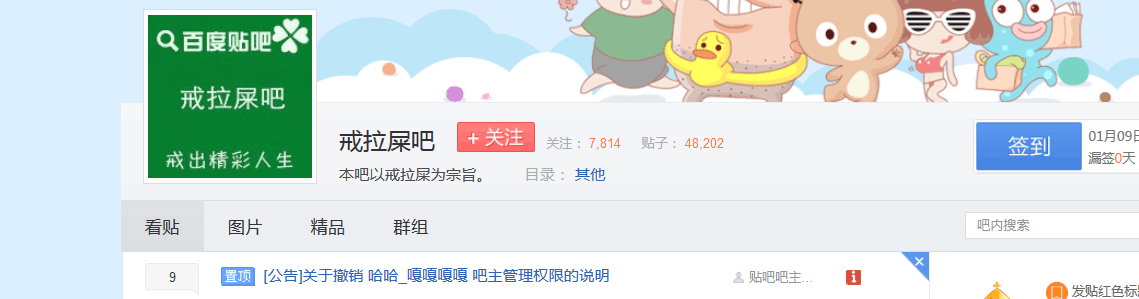 百度贴吧
戒拉屎吧
戒出精彩人生
戒拉屎吧 + 关注 关注：7,814 贴子：48,202
本吧以戒拉屎为宗旨。 目录：其他
签到
01月09日
漏签0天
看贴 图片 精品 群组
吧内搜索
9 置顶 [公告]关于撤销 哈哈_嘎嘎嘎嘎 吧主管理权限的说明 贴吧吧主...
发贴红色标题